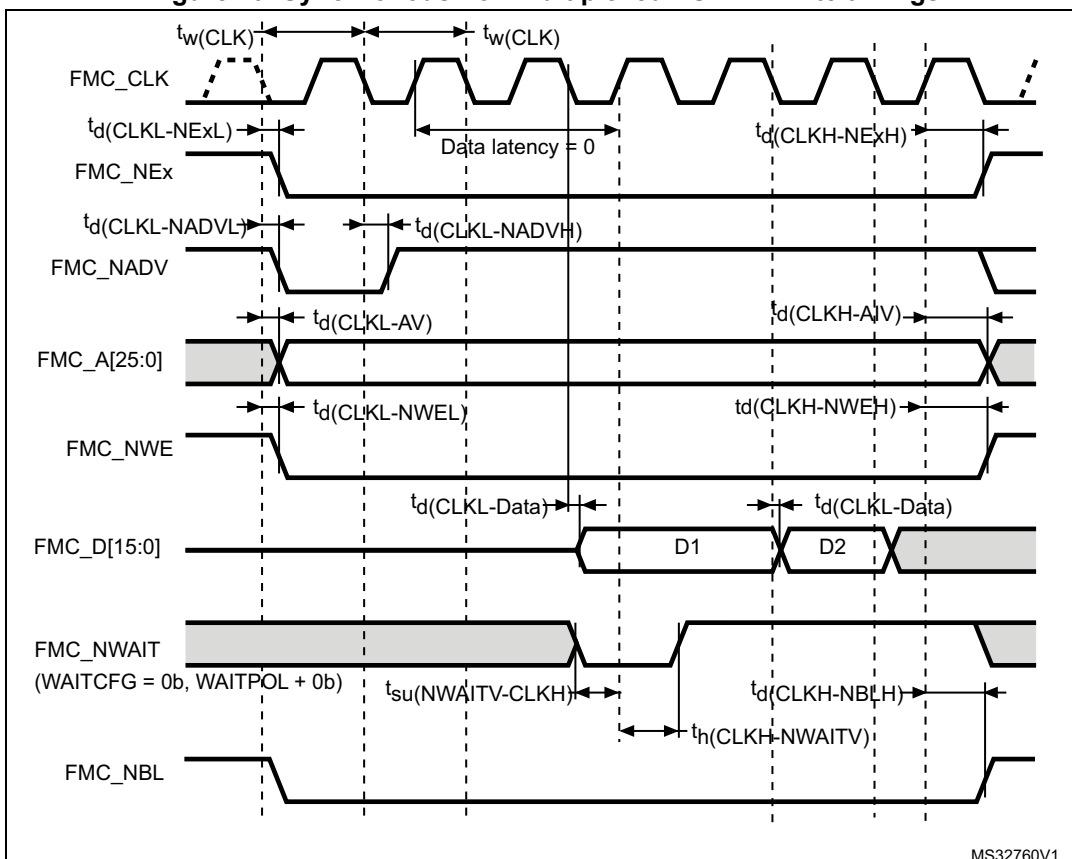 tw(CLK) tw(CLK)
FMC_CLK
Data latency = 0
td(CLKL-NExL) td(CLKH-NExH)
FMC_NEx
td(CLKL-NADVL) td(CLKL-NADVH)
FMC_NADV
td(CLKL-AV) td(CLKH-AIV)
FMC_A[25:0]
td(CLKL-NWEL) td(CLKH-NWEH)
FMC_NWE
td(CLKL-Data) td(CLKL-Data)
FMC_D[15:0] D1 D2
FMC_NWAIT
(WAITCFG = 0b, WAITPOL + 0b)
tsu(NWAITV-CLKH) td(CLKH-NBLH)
th(CLKH-NWAITV)
FMC_NBL
MS32760V1